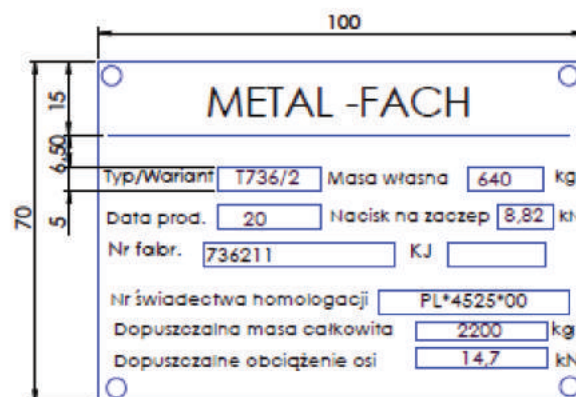 100
METAL -FACH
15
6,50
5
70
Typ/Wariant T736/2 Masa własna 640 kg
Data prod. 20 Nacisk na zaczep 8,82 kN
Nr fabr. 736211 KJ
Nr świadectwa homologacji PL*4525*00
Dopuszczalna masa całkowita 2200 kg
Dopuszczalne obciążenie osi 14,7 kN